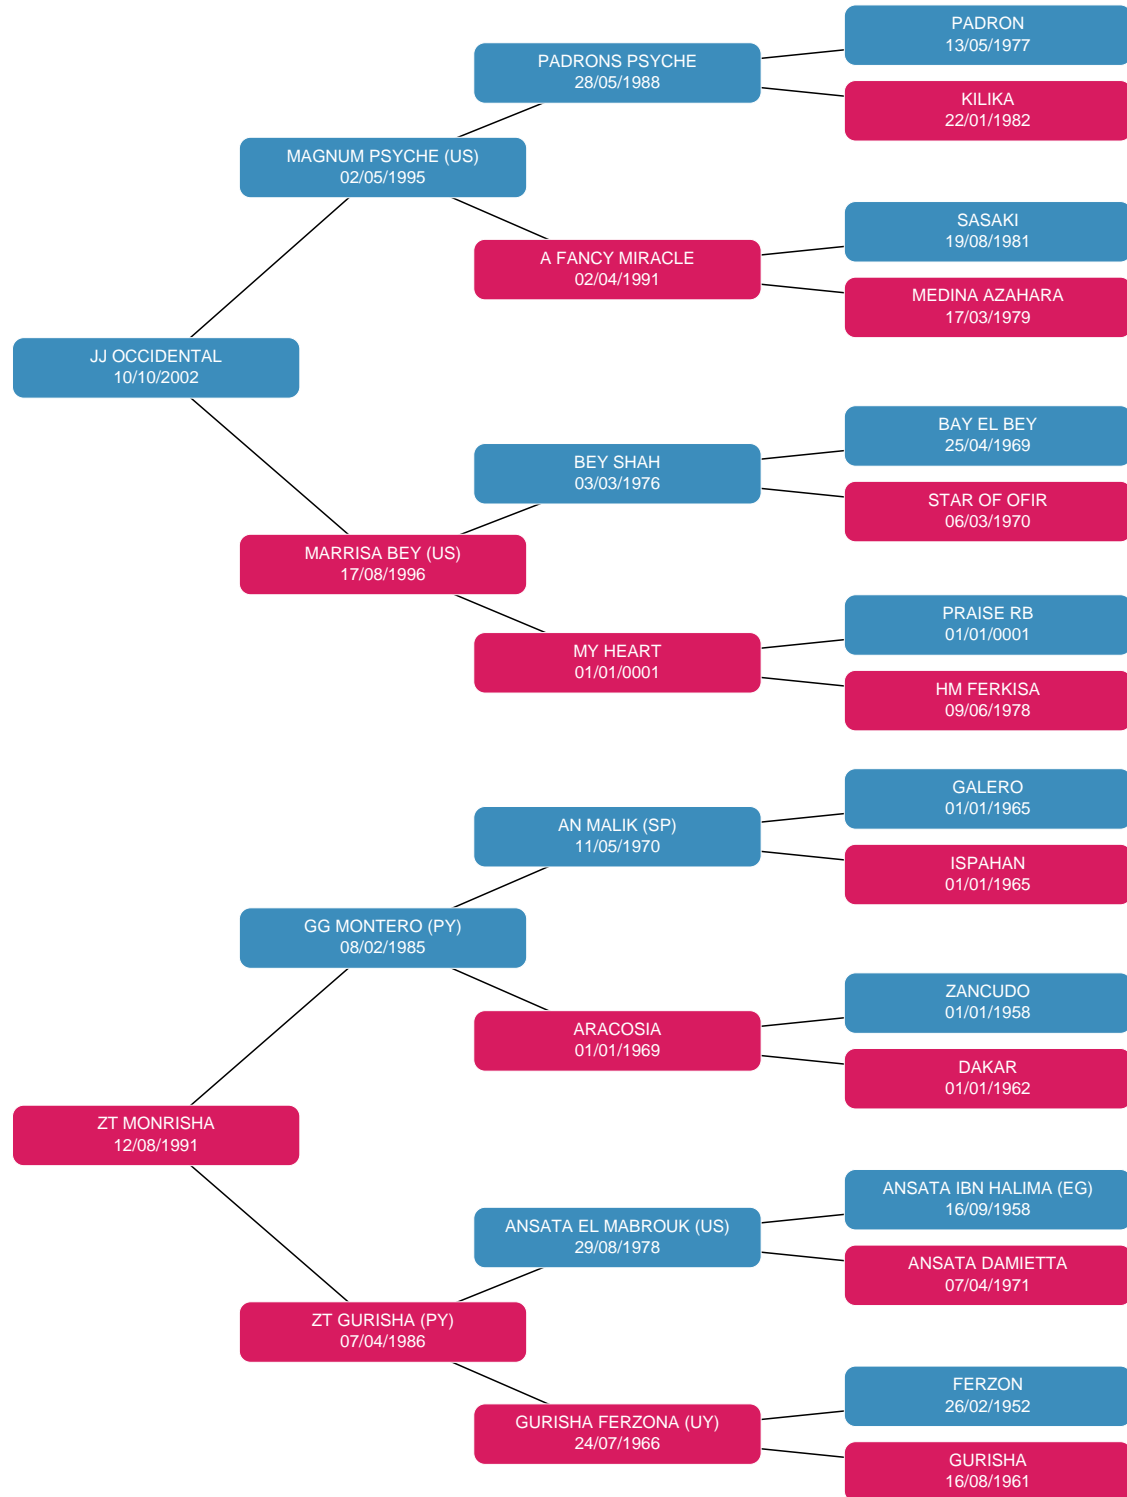 PADRON
13/05/1977
PADRONS PSYCHE
28/05/1988
KILIKA
22/01/1982
MAGNUM PSYCHE (US)
02/05/1995
SASAKI
19/08/1981
A FANCY MIRACLE
02/04/1991
MEDINA AZAHARA
17/03/1979
JJ OCCIDENTAL
10/10/2002
BAY EL BEY
25/04/1969
BEY SHAH
03/03/1976
STAR OF OFIR
06/03/1970
MARRISA BEY (US)
17/08/1996
PRAISE RB
01/01/0001
MY HEART
01/01/0001
HM FERKISA
09/06/1978
GALERO
01/01/1965
AN MALIK (SP)
11/05/1970
ISPAHAN
01/01/1965
GG MONTERO (PY)
08/02/1985
ZANCUDO
01/01/1958
ARACOSIA
01/01/1969
DAKAR
01/01/1962
ZT MONRISHA
12/08/1991
ANSATA IBN HALIMA (EG)
16/09/1958
ANSATA EL MABROUK (US)
29/08/1978
ANSATA DAMIETTA
07/04/1971
ZT GURISHA (PY)
07/04/1986
FERZON
26/02/1952
GURISHA FERZONA (UY)
24/07/1966
GURISHA
16/08/1961